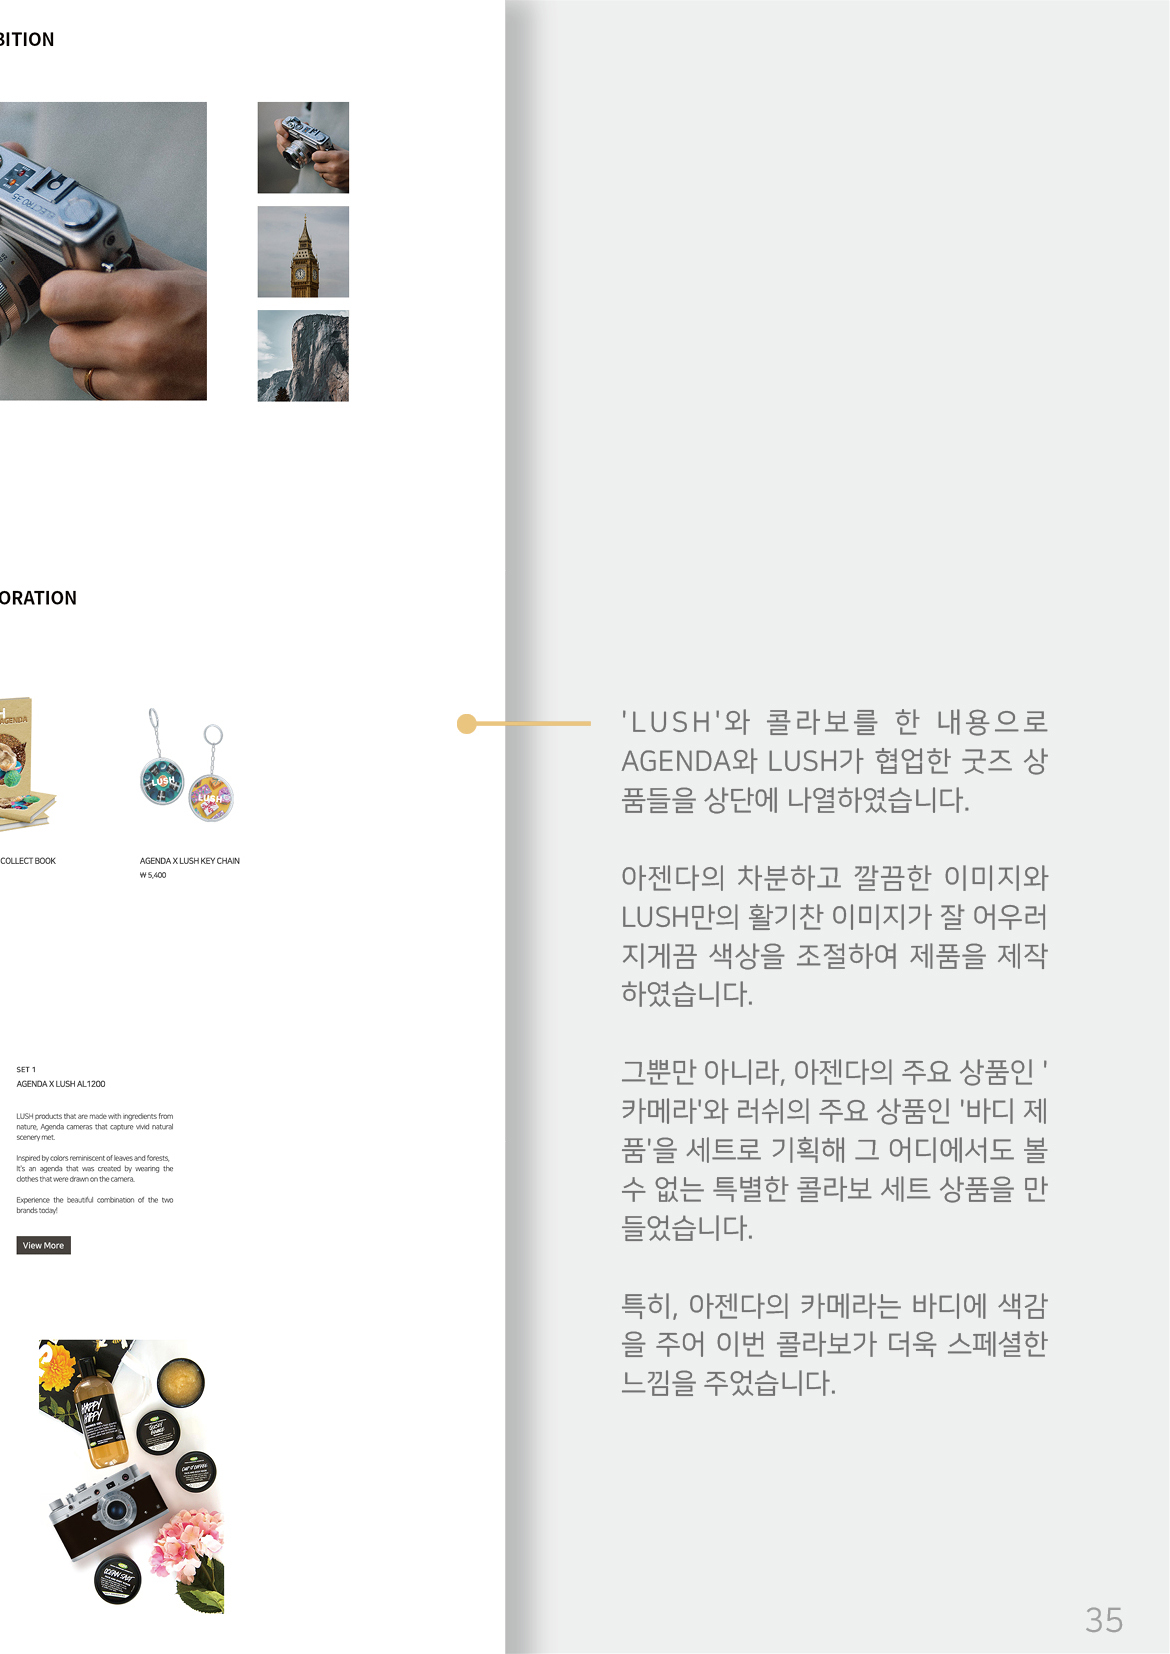 BITION
ELECTRO 35
ORATION
H
AGENDA
LUSH
LUSH
COLLECT BOOK
AGENDA X LUSH KEY CHAIN
₩ 5,400
'LUSH'와 콜라보를 한 내용으로
AGENDA와 LUSH가 협업한 굿즈 상
품들을 상단에 나열하였습니다.
아젠다의 차분하고 깔끔한 이미지와
LUSH만의 활기찬 이미지가 잘 어우러
지게끔 색상을 조절하여 제품을 제작
하였습니다.
그뿐만 아니라, 아젠다의 주요 상품인 '
카메라'와 러쉬의 주요 상품인 '바디 제
품'을 세트로 기획해 그 어디에서도 볼
수 없는 특별한 콜라보 세트 상품을 만
들었습니다.
특히, 아젠다의 카메라는 바디에 색감
을 주어 이번 콜라보가 더욱 스페셜한
느낌을 주었습니다.
SET 1
AGENDA X LUSH AL1200
LUSH products that are made with ingredients from
nature, Agenda cameras that capture vivid natural
scenery met.
Inspired by colors reminiscent of leaves and forests,
It's an agenda that was created by wearing the
clothes that were drawn on the camera.
Experience the beautiful combination of the two
brands today!
View More
HAPPY
HIPPY
CUP O'COFFEE
OCEAN SALT
35